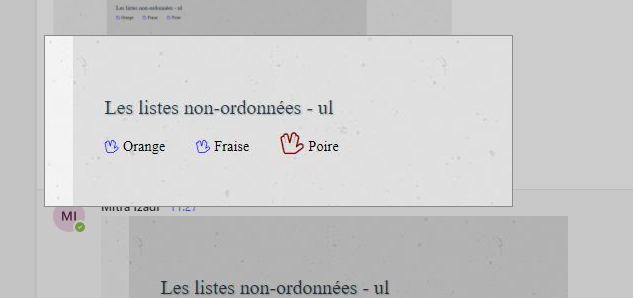 Les listes non-ordonnées - ul
Orange Fraise Poire
Les listes non-ordonnées - ul
Orange Fraise Poire
MI
Mitra Izadi 11:27
Les listes non-ordonnées - ul